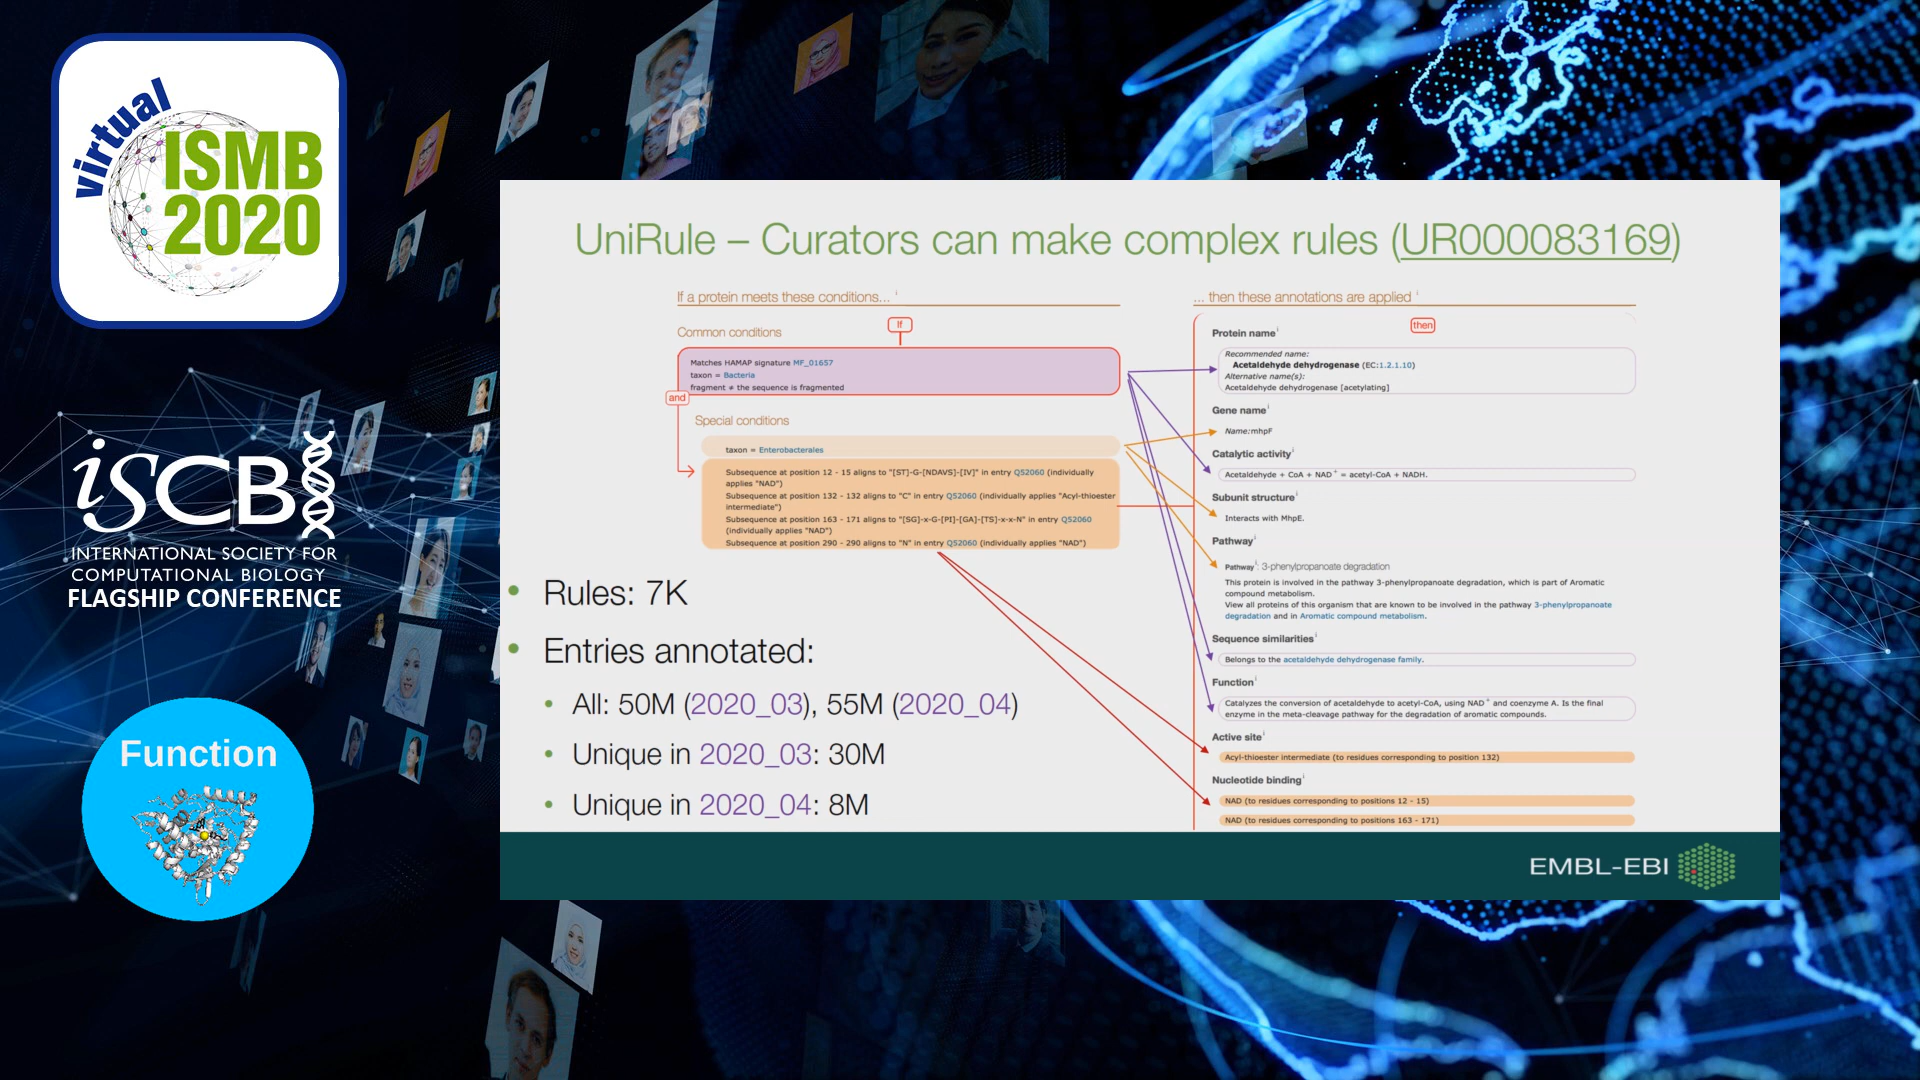 virtual
ISMB
2020
iSCB
INTERNATIONAL SOCIETY FOR
COMPUTATIONAL BIOLOGY
FLAGSHIP CONFERENCE
Function
UniRule – Curators can make complex rules (UR000083169)
If a protein meets these conditions... i
Common conditions
If
Matches HAMAP signature MF_01657
taxon = Bacteria
fragment ≠ the sequence is fragmented
and
Special conditions
taxon = Enterobacterales
Subsequence at position 12 - 15 aligns to "[ST]-G-[NDAVS]-[IV]" in entry Q52060 (individually
applies "NAD")
Subsequence at position 132 - 132 aligns to "C" in entry Q52060 (individually applies "Acyl-thioester
intermediate")
Subsequence at position 163 - 171 aligns to "[SG]-x-G-[PI]-[GA]-[TS]-x-x-N" in entry Q52060
(individually applies "NAD")
Subsequence at position 290 - 290 aligns to "N" in entry Q52060 (individually applies "NAD")
• Rules: 7K
• Entries annotated:
• All: 50M (2020_03), 55M (2020_04)
• Unique in 2020_03: 30M
• Unique in 2020_04: 8M
... then these annotations are applied i
then
Protein name i
Recommended name:
Acetaldehyde dehydrogenase (EC:1.2.1.10)
Alternative name(s):
Acetaldehyde dehydrogenase [acetylating]
Gene name i
Name:mhpF
Catalytic activity i
Acetaldehyde + CoA + NAD+ = acetyl-CoA + NADH.
Subunit structure i
Interacts with MhpE.
Pathway i
Pathway i: 3-phenylpropanoate degradation
This protein is involved in the pathway 3-phenylpropanoate degradation, which is part of Aromatic
compound metabolism.
View all proteins of this organism that are known to be involved in the pathway 3-phenylpropanoate
degradation and in Aromatic compound metabolism.
Sequence similarities i
Belongs to the acetaldehyde dehydrogenase family.
Function i
Catalyzes the conversion of acetaldehyde to acetyl-CoA, using NAD+ and coenzyme A. Is the final
enzyme in the meta-cleavage pathway for the degradation of aromatic compounds.
Active site i
Acyl-thioester intermediate (to residues corresponding to position 132)
Nucleotide binding i
NAD (to residues corresponding to positions 12 - 15)
NAD (to residues corresponding to positions 163 - 171)
EMBL-EBI